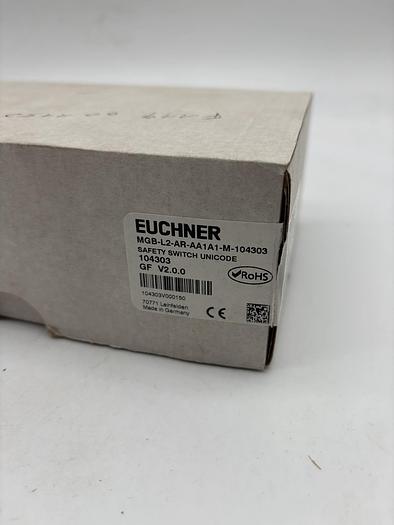 EUCHNER
MGB-L2-AR-AA1A1-M-104303
SAFETY SWITCH UNICODE
104303
GF V2.0.0
RoHS
104303V000150
70771 Leinfelden
Made in Germany
CE